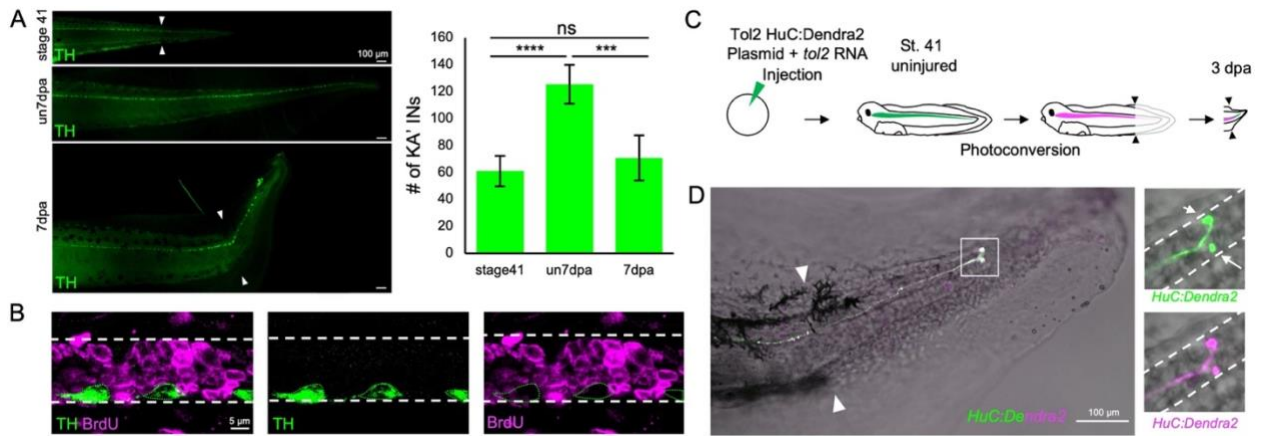 A
stage 41
TH
100 µm
un7dpa
TH
7dpa
TH
# of KA' INs
160
140
120
100
80
60
40
20
0
ns
****
***
stage41
un7dpa
7dpa
B
TH BrdU
5 µm
TH
BrdU
C
Tol2 HuC:Dendra2
Plasmid + tol2 RNA
Injection
St. 41
uninjured
Photoconversion
3 dpa
D
HuC:Dendra2
100 µm
HuC:Dendra2
HuC:Dendra2